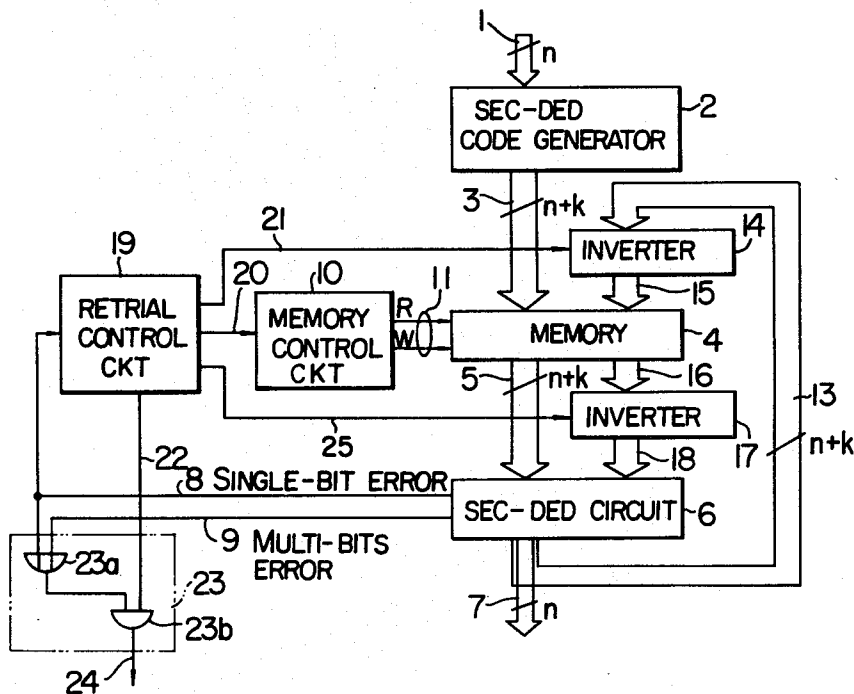 1
n
SEC-DED
CODE GENERATOR
2
3
n+k
21
14
INVERTER
19
20
10
R
11
15
RETRIAL
CONTROL
CKT
MEMORY
CONTROL
CKT
W
MEMORY
4
5
n+k
16
13
INVERTER
25
17
n+k
22
18
8 SINGLE-BIT ERROR
SEC-DED CIRCUIT
6
9 MULTI-BITS
ERROR
23a
23
7
n
23b
24